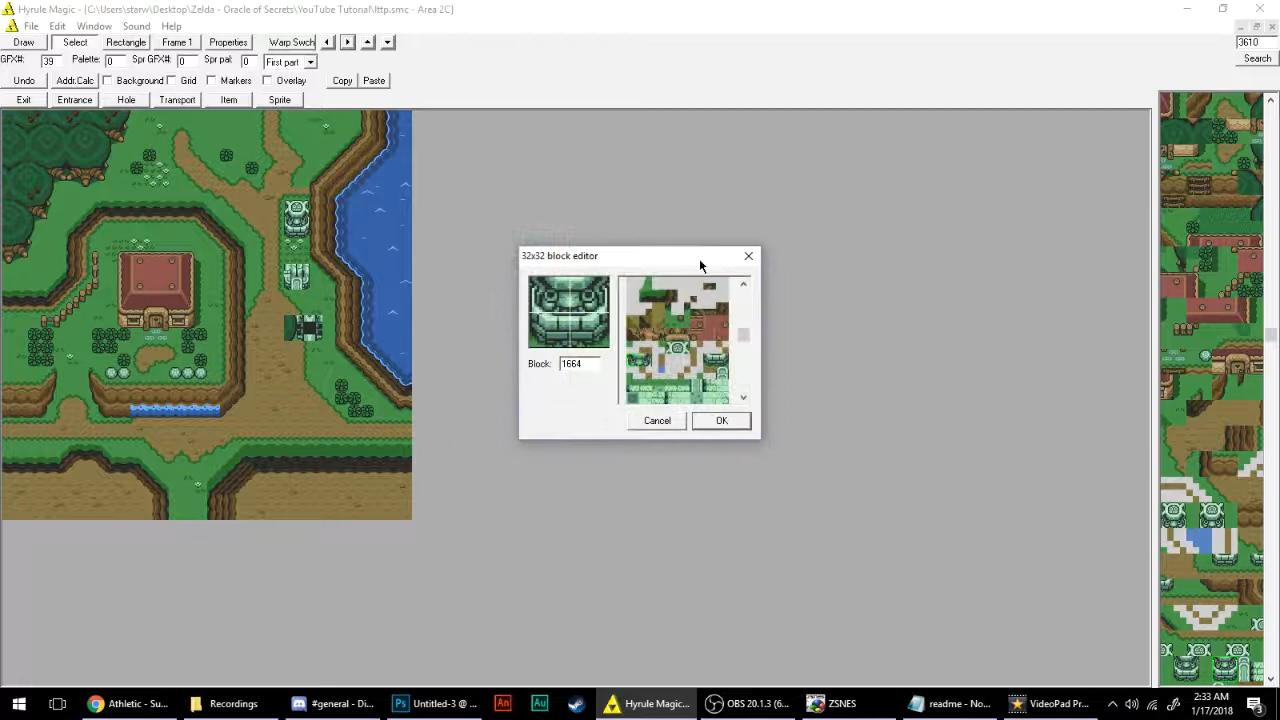 Hyrule Magic - [C:\Users\starw\Desktop\Zelda - Oracle of Secrets\YouTube Tutorial\lttp.smc - Area 2C]
File Edit Window Sound Help
Draw Select Rectangle Frame 1 Properties Warp Swch 3610
GFX#: 39 Palette: 0 Spr GFX#: 0 Spr pal: 0 First part Search
Undo Addr.Calc Background Grid Markers Overlay Copy Paste
Exit Entrance Hole Transport Item Sprite
32x32 block editor
Block: 1664
Cancel OK
Athletic - Su... Recordings #general - Di... Ps Untitled-3 @ ... An Au Hyrule Magic... OBS 20.1.3 (6... ZSNES readme - No... VideoPad Pr... 2:33 AM
1/17/2018